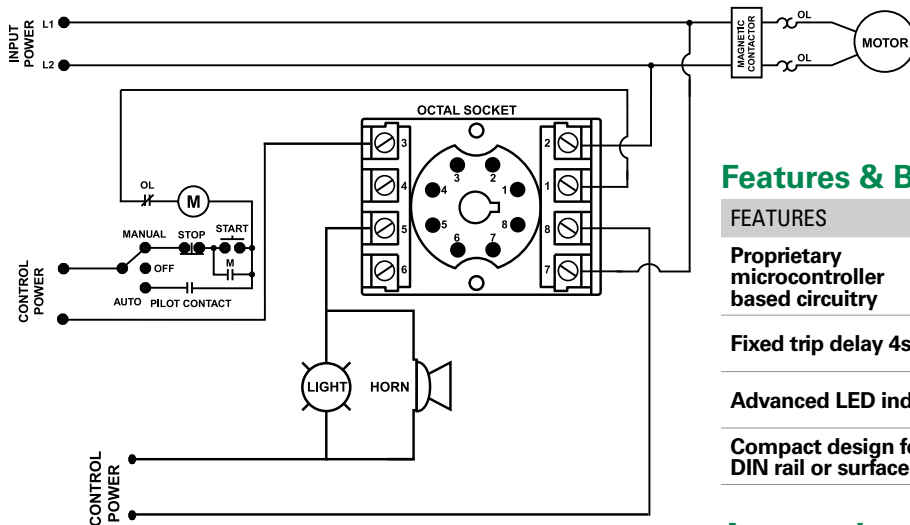 INPUT
POWER
L1
L2
OL
OL
MAGNETIC
CONTACTOR
MOTOR
OCTAL SOCKET
3
4
5
6
2
1
8
7
3
2
4
1
5
8
6
7
OL
M
MANUAL
STOP
START
OFF
M
AUTO
PILOT CONTACT
CONTROL
POWER
LIGHT
HORN
CONTROL
POWER
Features & B
FEATURES
Proprietary
microcontroller
based circuitry
Fixed trip delay 4s
Advanced LED ind
Compact design fo
DIN rail or surface